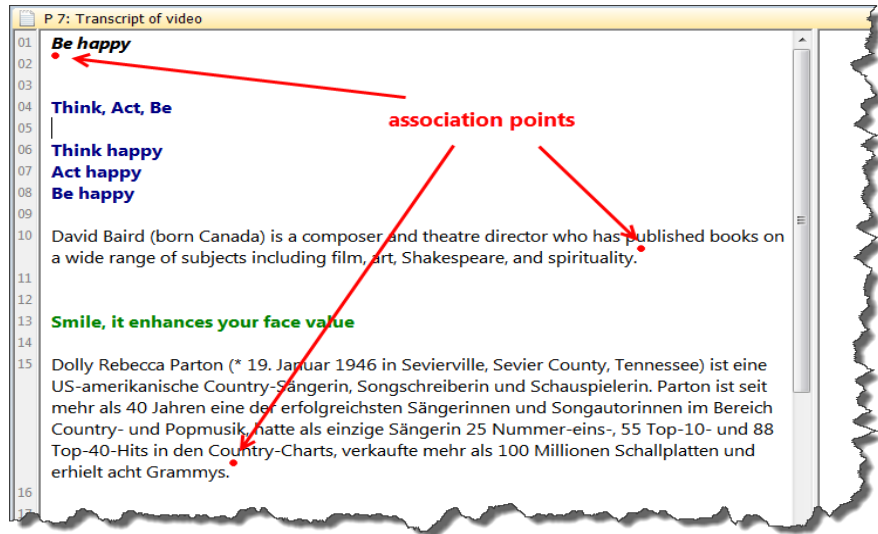 P 7: Transcript of video
01 Be happy
02
03
04 Think, Act, Be
association points
05
06 Think happy
07 Act happy
08 Be happy
09
10 David Baird (born Canada) is a composer and theatre director who has published books on
a wide range of subjects including film, art, Shakespeare, and spirituality.
11
12
13 Smile, it enhances your face value
14
15 Dolly Rebecca Parton (* 19. Januar 1946 in Sevierville, Sevier County, Tennessee) ist eine
US-amerikanische Country-Sängerin, Songschreiberin und Schauspielerin. Parton ist seit
mehr als 40 Jahren eine der erfolgreichsten Sängerinnen und Songautorinnen im Bereich
Country- und Popmusik, hatte als einzige Sängerin 25 Nummer-eins-, 55 Top-10- und 88
Top-40-Hits in den Country-Charts, verkaufte mehr als 100 Millionen Schallplatten und
erhielt acht Grammys.
16
17